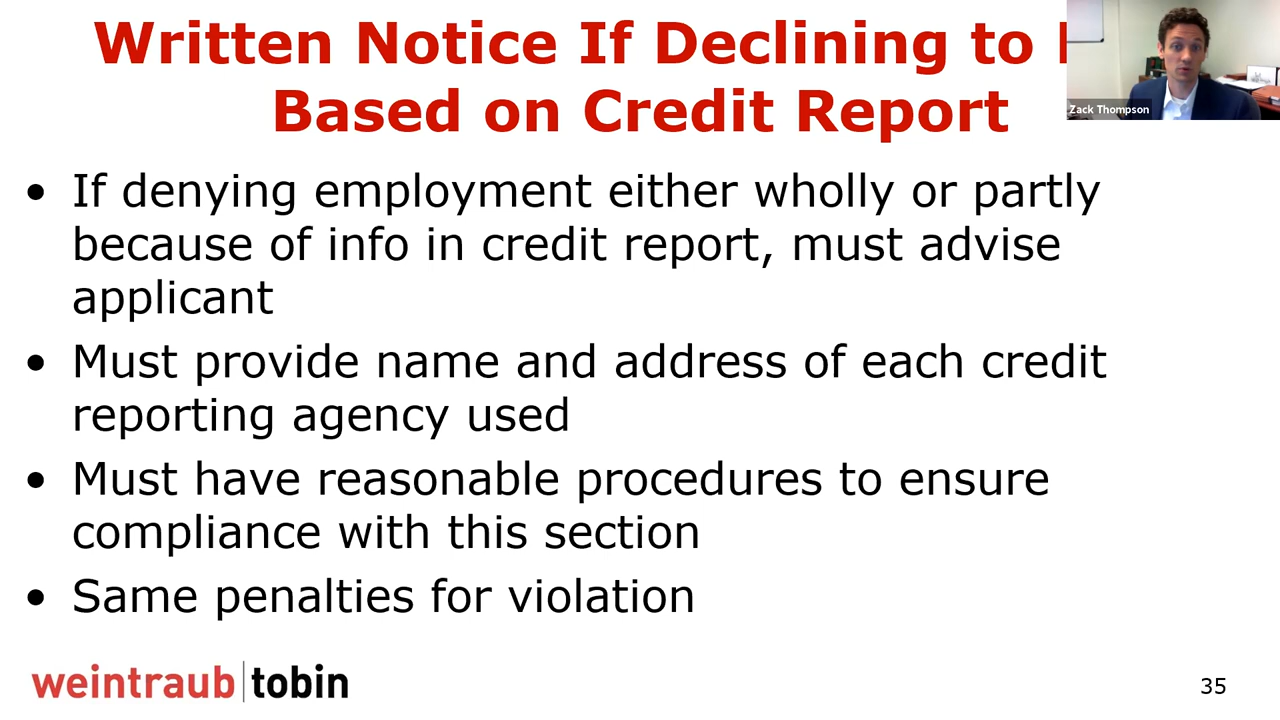 Written Notice If Declining to
Based on Credit Report
Zack Thompson
• If denying employment either wholly or partly
because of info in credit report, must advise
applicant
• Must provide name and address of each credit
reporting agency used
• Must have reasonable procedures to ensure
compliance with this section
• Same penalties for violation
weintraub tobin
35